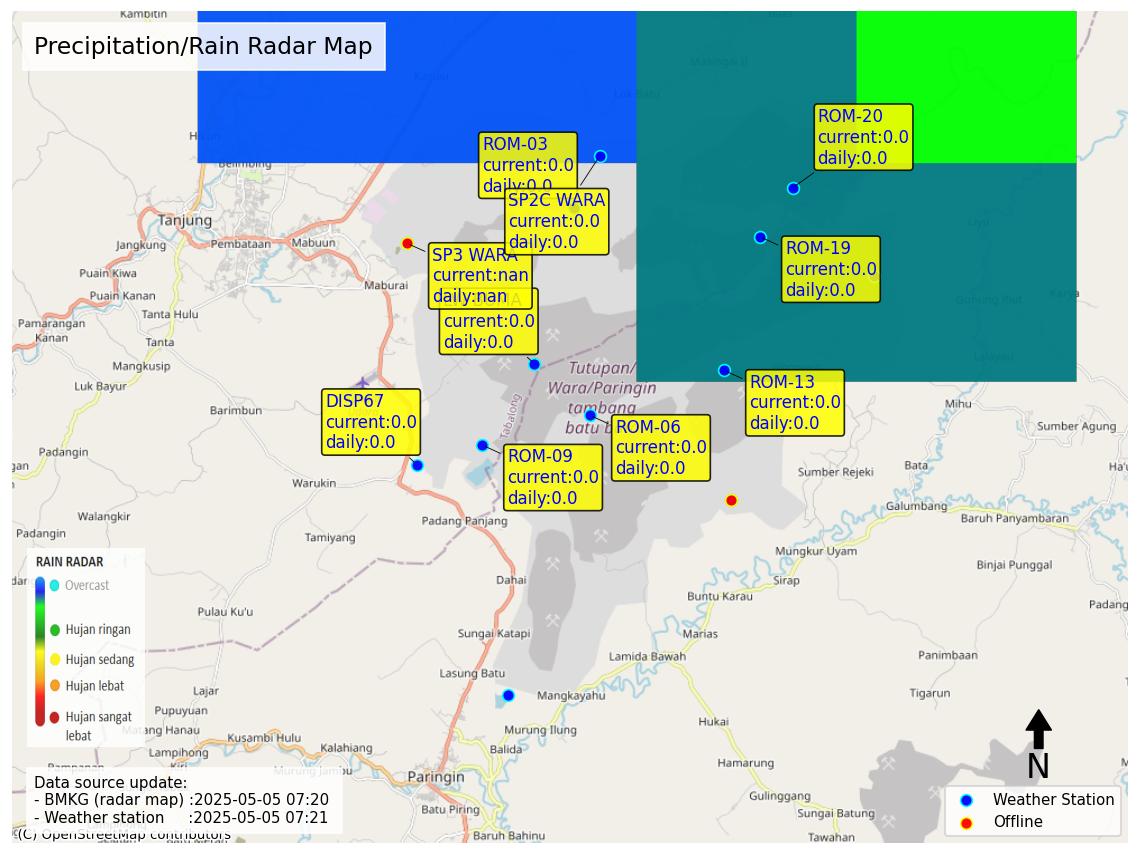 Kambitin
Precipitation/Rain Radar Map
ROM-20
current:0.0
daily:0.0
ROM-03
current:0.0
daily:0.0
SP2C WARA
current:0.0
daily:0.0
Belimbing
Tanjung
Jangkung
Pembataan
Mabuun
SP3 WARA
current:nan
daily:nan
current:0.0
daily:0.0
ROM-19
current:0.0
daily:0.0
Puain Kiwa
Maburai
Puain Kanan
Tanta Hulu
Karya
Pamarangan
Kanan
Tanta
Mangkusip
Luk Bayur
Tutupan/
Wara/Paringin
tambang
batu b
ROM-13
current:0.0
daily:0.0
DISP67
current:0.0
daily:0.0
Barimbun
Tabalong
Mihu
ROM-06
current:0.0
daily:0.0
Sumber Agung
Padangin
ROM-09
current:0.0
daily:0.0
Warukin
Sumber Rejeki
Bata
Galumbang
Baruh Panyambaran
Walangkir
Padangin
Tamiyang
Padang Panjang
Mungkur Uyam
Binjai Punggal
RAIN RADAR
Overcast
Hujan ringan
Hujan sedang
Hujan lebat
Hujan sangat
lebat
Dahai
Sirap
Buntu Karau
Pulau Ku'u
Padang
Sungai Katapi
Marias
Lamida Bawah
Panimbaan
Lasung Batu
Lajar
Mangkayahu
Tigarun
Pupuyuan
Matang Hanau
Murung Ilung
Hukai
Kusambi Hulu
Lampihong
Kalahiang
Balida
Hamarung
Murung Jambu
Paringin
N
Data source update:
- BMKG (radar map) :2025-05-05 07:20
- Weather station :2025-05-05 07:21
(C) OpenStreetMap contributors
Batu Piring
Baruh Bahinu
Gulinggang
Sungai Batung
Tawahan
Weather Station
Offline